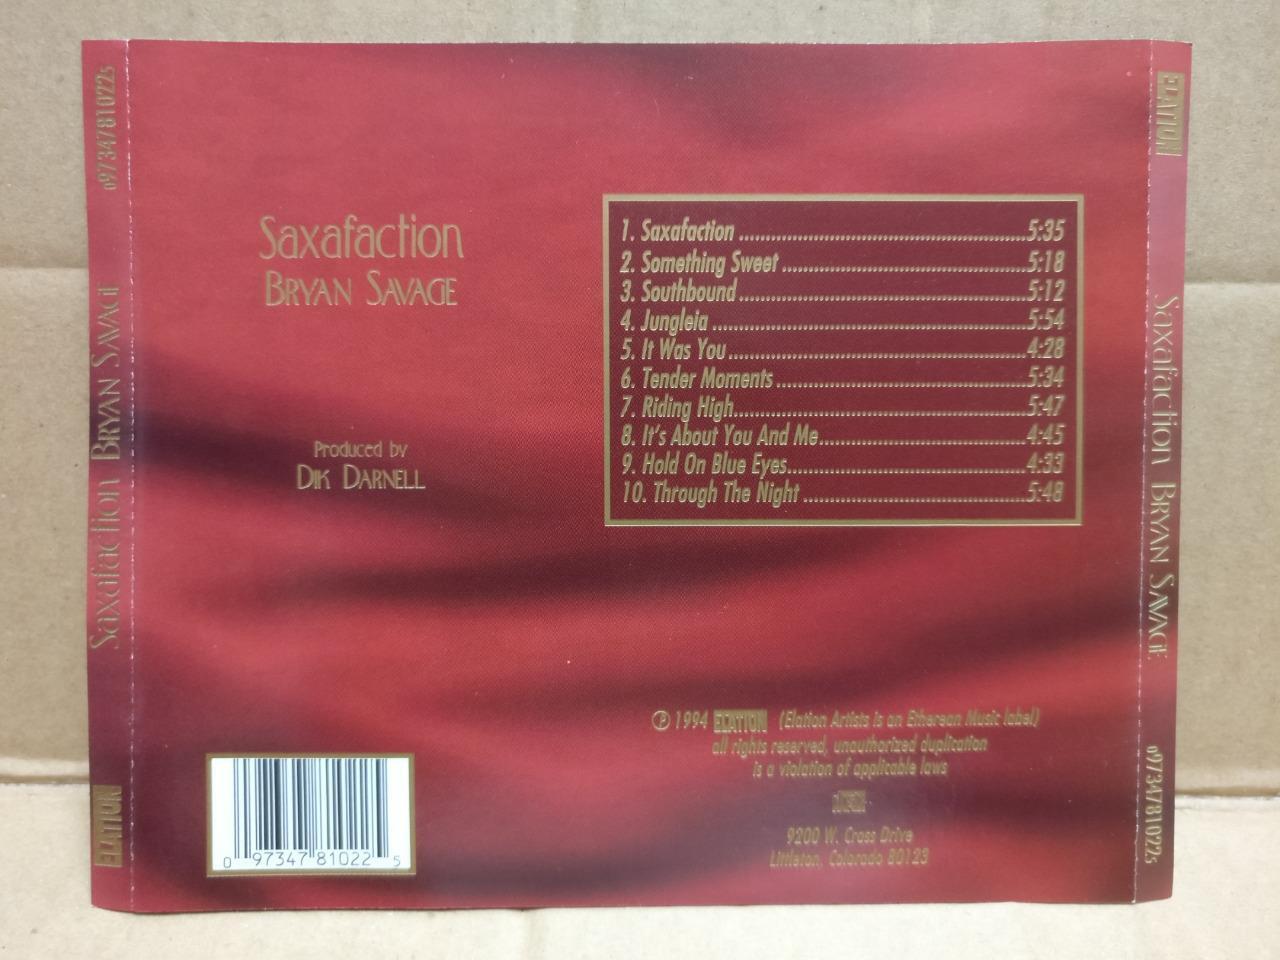 097347810225
Saxafaction BRYAN SAVAGE
ELATION
Saxafaction
BRYAN SAVAGE
Produced by
DIK DARNELL
1. Saxafaction ........ 5:35
2. Something Sweet ........ 5:18
3. Southbound ........ 5:12
4. Jungleia ........ 5:54
5. It Was You ........ 4:28
6. Tender Moments ........ 5:34
7. Riding High ........ 5:47
8. It's About You And Me ........ 4:45
9. Hold On Blue Eyes ........ 4:33
10. Through The Night ........ 5:48
℗ 1994 ELATION (Elation Artists is an Etherean Music label)
all rights reserved, unauthorized duplication
is a violation of applicable laws
9200 W. Cross Drive
Littleton, Colorado 80123
0 97347 81022 5
ELATION
Saxafaction BRYAN SAVAGE
097347810225